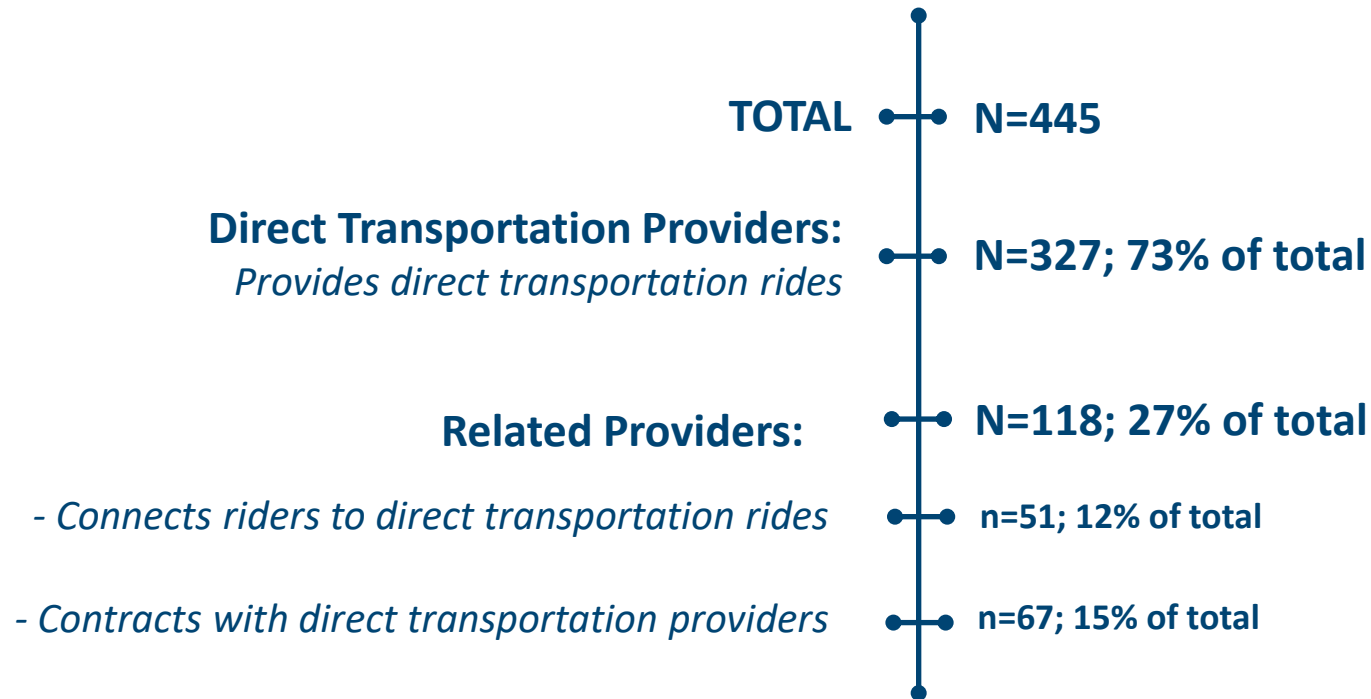 TOTAL N=445
Direct Transportation Providers:
Provides direct transportation rides
N=327; 73% of total
Related Providers:
N=118; 27% of total
- Connects riders to direct transportation rides
n=51; 12% of total
- Contracts with direct transportation providers
n=67; 15% of total